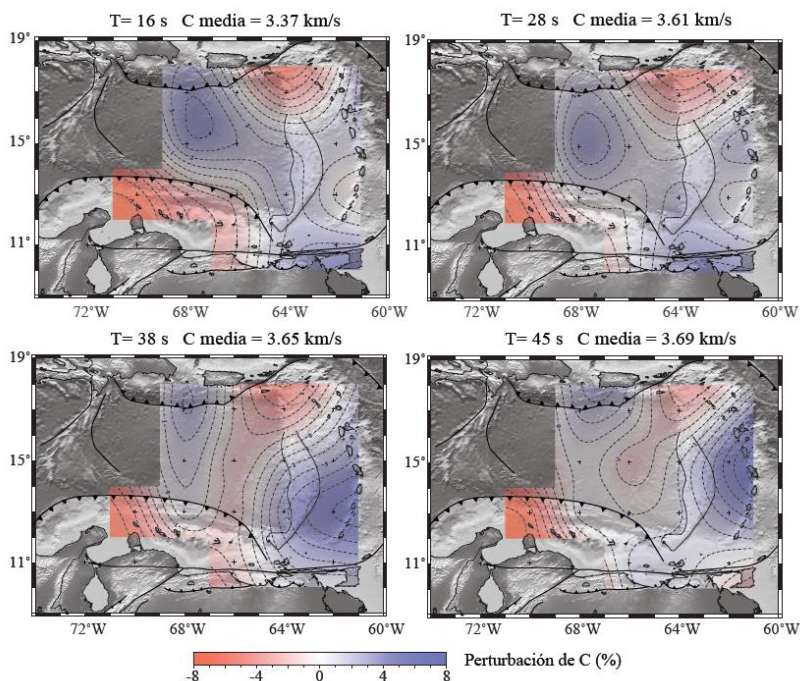 T= 16 s C media = 3.37 km/s
T= 28 s C media = 3.61 km/s
19°
15°
11°
72°W 68°W 64°W 60°W
19°
15°
11°
72°W 68°W 64°W 60°W
T= 38 s C media = 3.65 km/s
T= 45 s C media = 3.69 km/s
19°
15°
11°
72°W 68°W 64°W 60°W
19°
15°
11°
72°W 68°W 64°W 60°W
-8 -4 0 4 8
Perturbación de C (%)